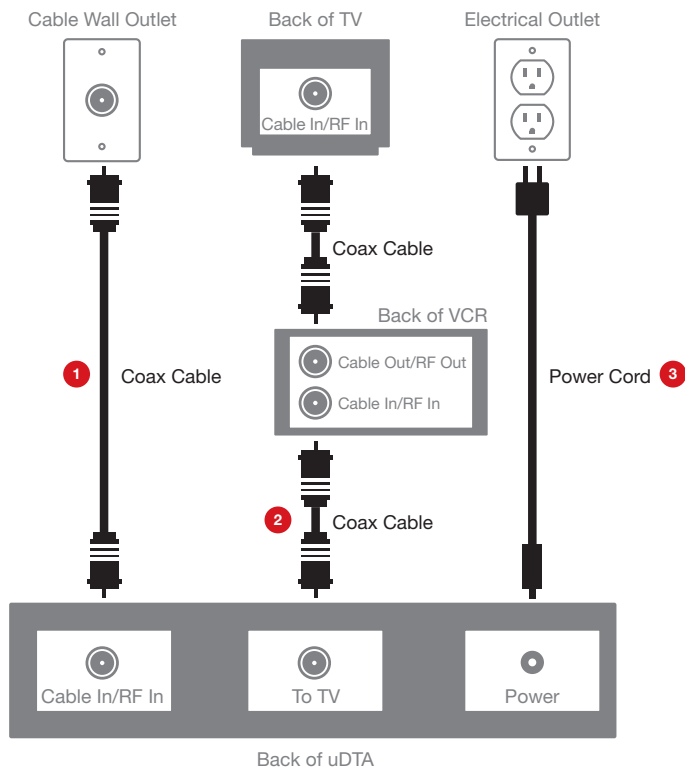 Cable Wall Outlet
Back of TV
Electrical Outlet
Cable In/RF In
Coax Cable
Back of VCR
Cable Out/RF Out
1
Coax Cable
Power Cord
3
Cable In/RF In
2
Coax Cable
Cable In/RF In
To TV
Power
Back of uDTA